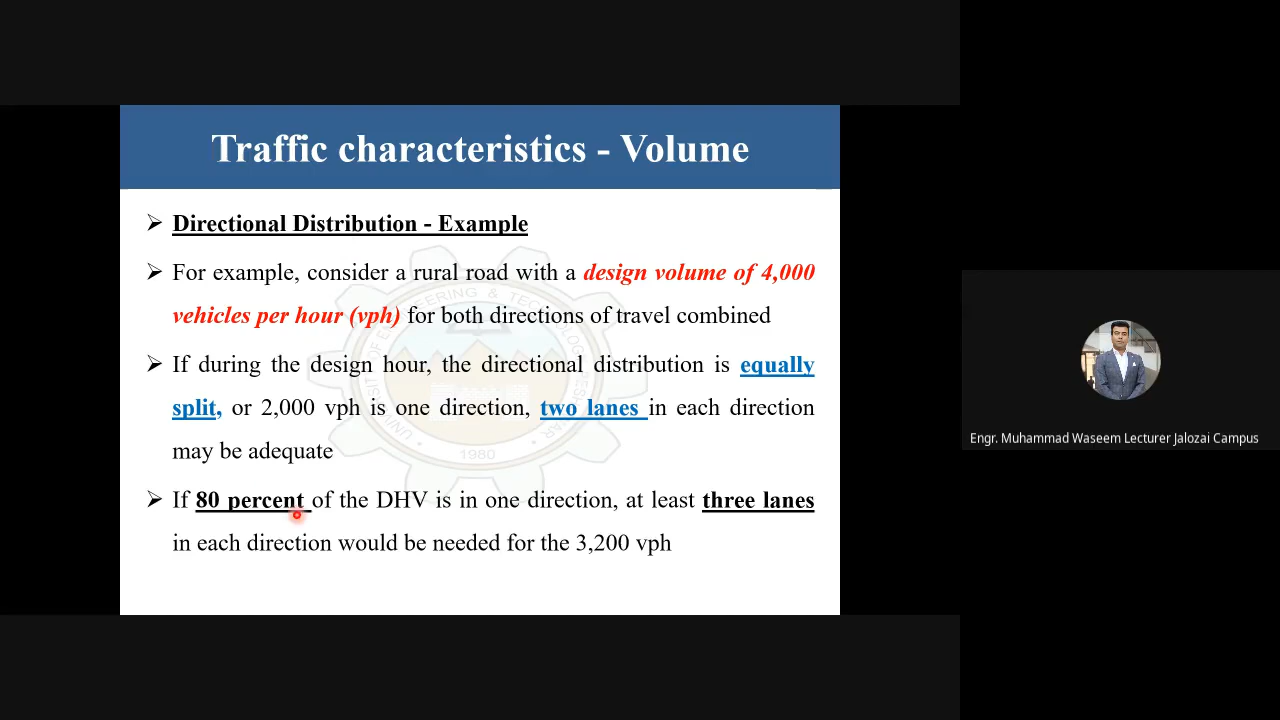 Traffic characteristics - Volume
➢ Directional Distribution - Example
➢ For example, consider a rural road with a design volume of 4,000
vehicles per hour (vph) for both directions of travel combined
➢ If during the design hour, the directional distribution is equally
split, or 2,000 vph is one direction, two lanes in each direction
may be adequate
➢ If 80 percent of the DHV is in one direction, at least three lanes
in each direction would be needed for the 3,200 vph
1980
Engr. Muhammad Waseem Lecturer Jalozai Campus